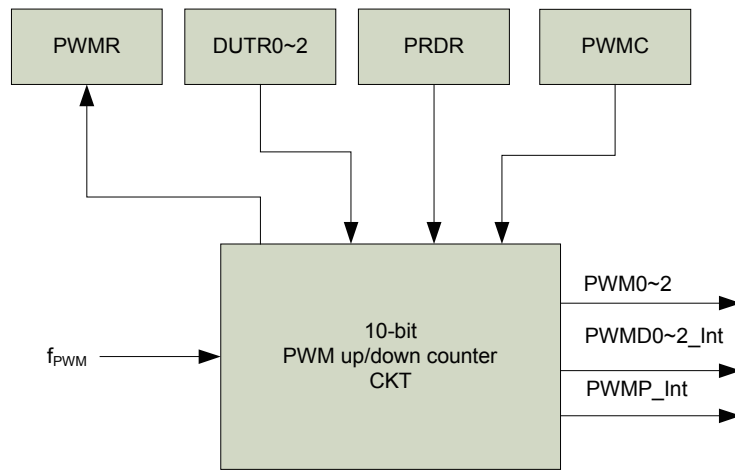 PWMR
DUTR0~2
PRDR
PWMC
PWM0~2
10-bit
PWM up/down counter
CKT
PWMD0~2_Int
fPWM
PWMP_Int